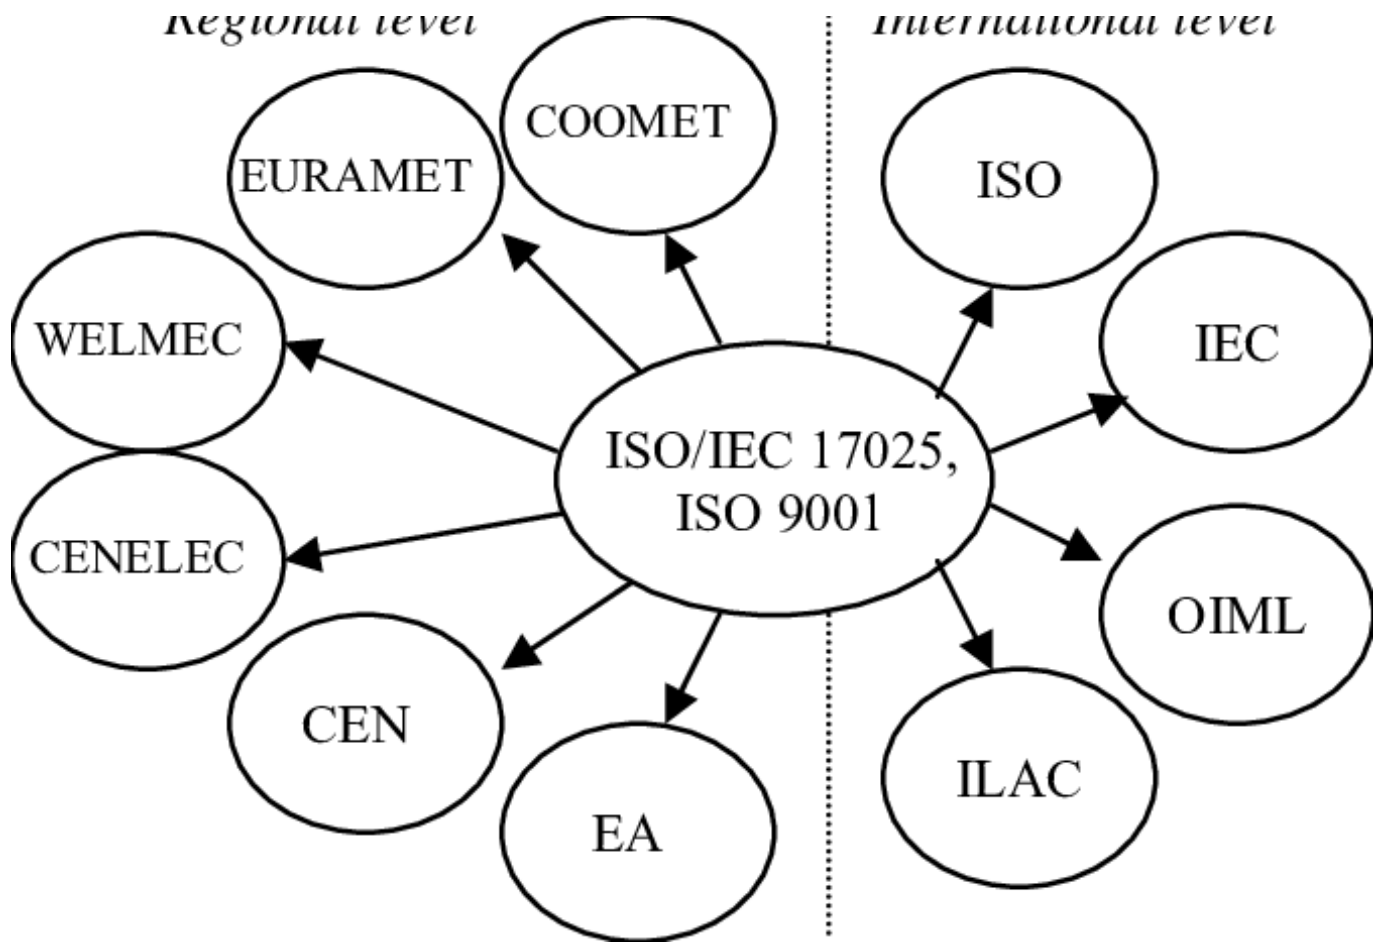 Regional level
International level
COOMET
EURAMET
ISO
WELMEC
IEC
ISO/IEC 17025,
ISO 9001
CENELEC
OIML
CEN
ILAC
EA